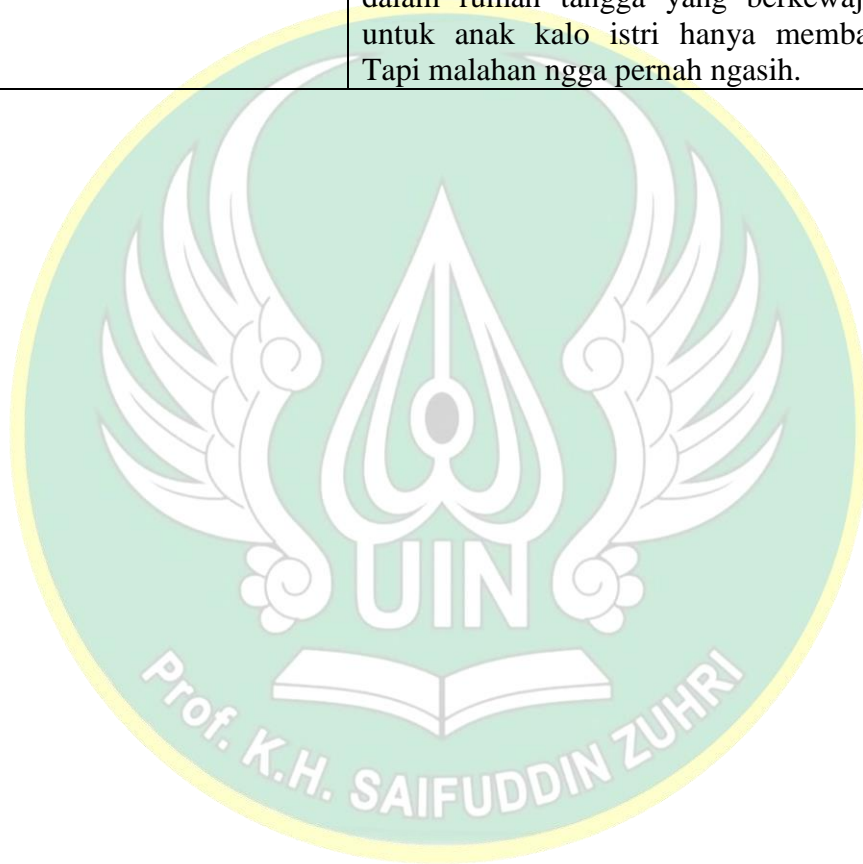 dalam rumah tangga yang
untuk anak kalo istri hanya
Tapi malahan ngga pernah ngasih.
UIN
Prof. K.H. SAIFUDDIN ZUHRI